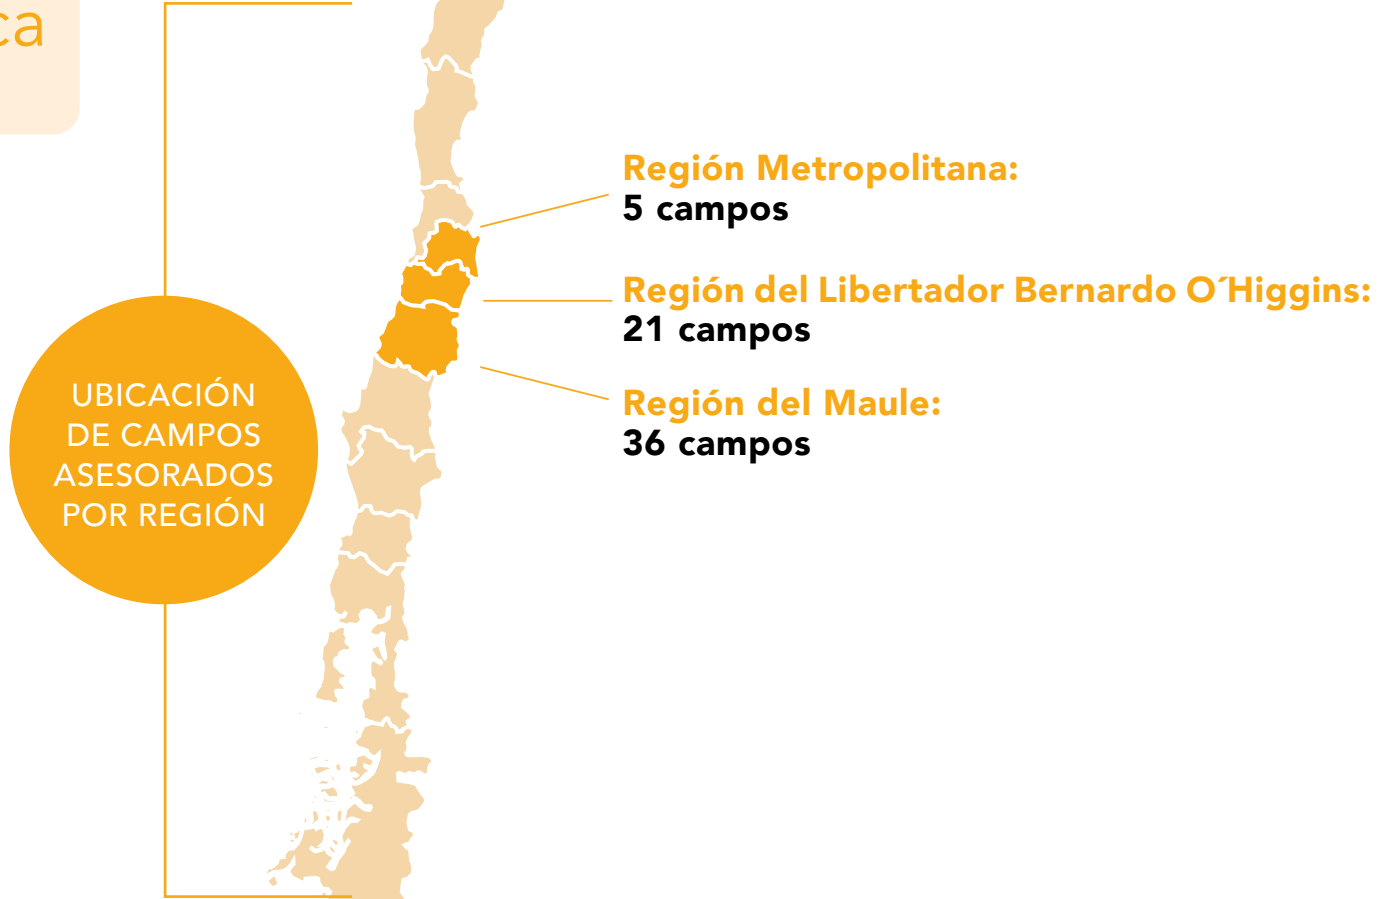 Región Metropolitana:
5 campos
Región del Libertador Bernardo O´Higgins:
21 campos
Región del Maule:
36 campos
UBICACIÓN
DE CAMPOS
ASESORADOS
POR REGIÓN